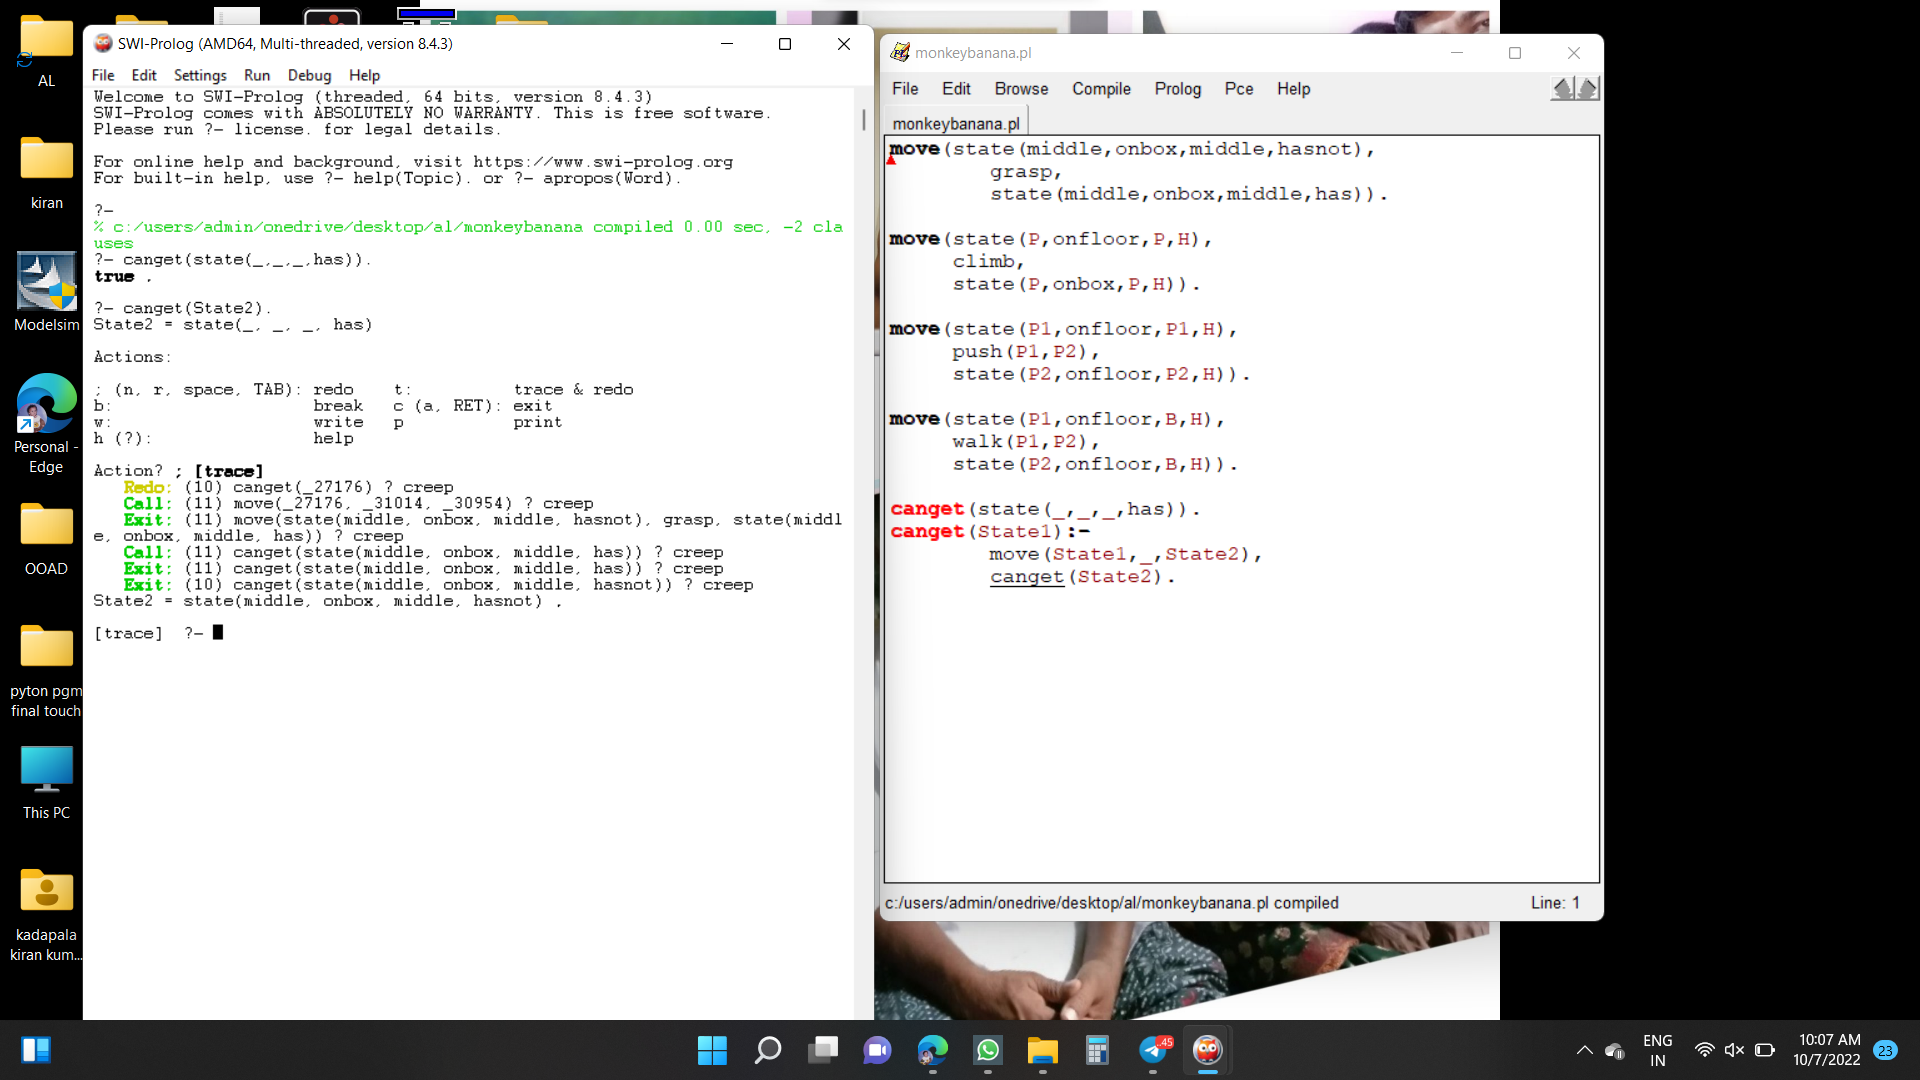 AL
kiran
Modelsim
Personal -
Edge
OOAD
pyton pgm
final touch
This PC
kadapala
kiran kum...
SWI-Prolog (AMD64, Multi-threaded, version 8.4.3)
File Edit Settings Run Debug Help
Welcome to SWI-Prolog (threaded, 64 bits, version 8.4.3)
SWI-Prolog comes with ABSOLUTELY NO WARRANTY. This is free software.
Please run ?- license. for legal details.
For online help and background, visit https://www.swi-prolog.org
For built-in help, use ?- help(Topic). or ?- apropos(Word).
?-
% c:/users/admin/onedrive/desktop/al/monkeybanana compiled 0.00 sec, -2 cla
uses
?- canget(state(_,_,_,has)).
true .
?- canget(State2).
State2 = state(_, _, _, has)
Actions:
; (n, r, space, TAB): redo t: trace & redo
b: break c (a, RET): exit
w: write p print
h (?): help
Action? ; [trace]
Redo: (10) canget(_27176) ? creep
Call: (11) move(_27176, _31014, _30954) ? creep
Exit: (11) move(state(middle, onbox, middle, hasnot), grasp, state(middl
e, onbox, middle, has)) ? creep
Call: (11) canget(state(middle, onbox, middle, has)) ? creep
Exit: (11) canget(state(middle, onbox, middle, has)) ? creep
Exit: (10) canget(state(middle, onbox, middle, hasnot)) ? creep
State2 = state(middle, onbox, middle, hasnot) .
[trace] ?-
monkeybanana.pl
File Edit Browse Compile Prolog Pce Help
monkeybanana.pl
move(state(middle,onbox,middle,hasnot),
grasp,
state(middle,onbox,middle,has)).
move(state(P,onfloor,P,H),
climb,
state(P,onbox,P,H)).
move(state(P1,onfloor,P1,H),
push(P1,P2),
state(P2,onfloor,P2,H)).
move(state(P1,onfloor,B,H),
walk(P1,P2),
state(P2,onfloor,B,H)).
canget(state(_,_,_,has)).
canget(State1):-
move(State1,_,State2),
canget(State2).
c:/users/admin/onedrive/desktop/al/monkeybanana.pl compiled Line: 1
..45
ENG
IN
10:07 AM
10/7/2022
23